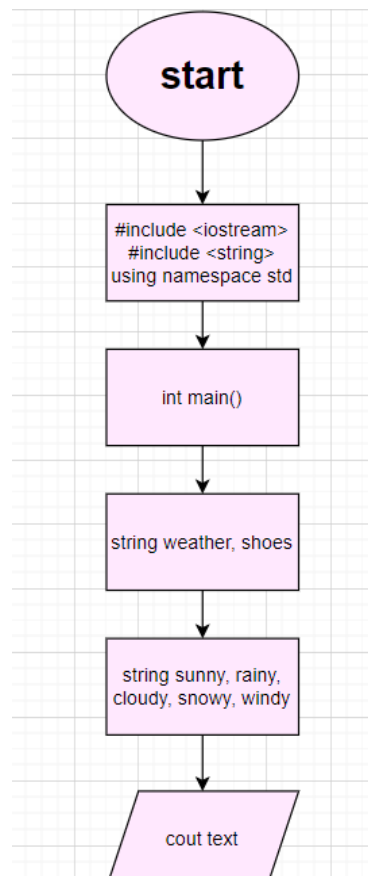 start
#include <iostream>
#include <string>
using namespace std
int main()
string weather, shoes
string sunny, rainy,
cloudy, snowy, windy
cout text